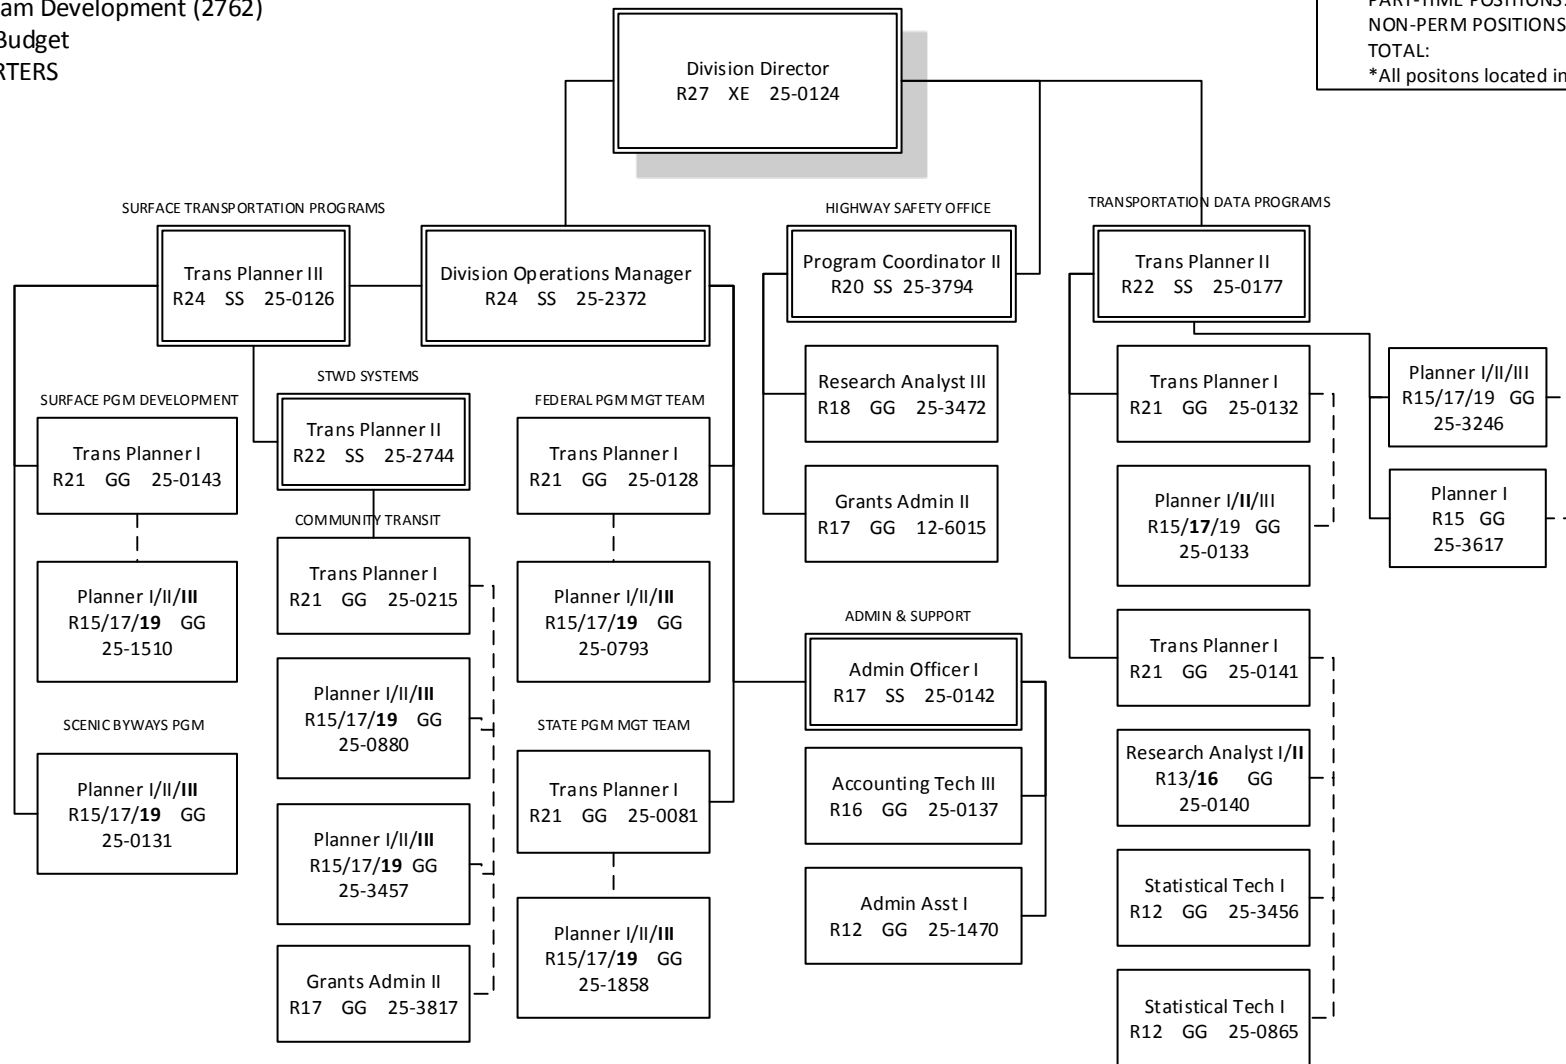 am Development (2762)
Budget
RTERS
PART-TIME POSITIONS:
NON-PERM POSITIONS
TOTAL:
*All positons located in
Division Director
R27 XE 25-0124
SURFACE TRANSPORTATION PROGRAMS
Trans Planner III
R24 SS 25-0126
Division Operations Manager
R24 SS 25-2372
HIGHWAY SAFETY OFFICE
Program Coordinator II
R20 SS 25-3794
TRANSPORTATION DATA PROGRAMS
Trans Planner II
R22 SS 25-0177
SURFACE PGM DEVELOPMENT
Trans Planner I
R21 GG 25-0143
Planner I/II/III
R15/17/19 GG
25-1510
SCENIC BYWAYS PGM
Planner I/II/III
R15/17/19 GG
25-0131
STWD SYSTEMS
Trans Planner II
R22 SS 25-2744
COMMUNITY TRANSIT
Trans Planner I
R21 GG 25-0215
Planner I/II/III
R15/17/19 GG
25-0880
Planner I/II/III
R15/17/19 GG
25-3457
Grants Admin II
R17 GG 25-3817
FEDERAL PGM MGT TEAM
Trans Planner I
R21 GG 25-0128
Planner I/II/III
R15/17/19 GG
25-0793
STATE PGM MGT TEAM
Trans Planner I
R21 GG 25-0081
Planner I/II/III
R15/17/19 GG
25-1858
Research Analyst III
R18 GG 25-3472
Grants Admin II
R17 GG 12-6015
ADMIN & SUPPORT
Admin Officer I
R17 SS 25-0142
Accounting Tech III
R16 GG 25-0137
Admin Asst I
R12 GG 25-1470
Trans Planner I
R21 GG 25-0132
Planner I/II/III
R15/17/19 GG
25-0133
Trans Planner I
R21 GG 25-0141
Research Analyst I/II
R13/16 GG
25-0140
Statistical Tech I
R12 GG 25-3456
Statistical Tech I
R12 GG 25-0865
Planner I/II/III
R15/17/19 GG
25-3246
Planner I
R15 GG
25-3617